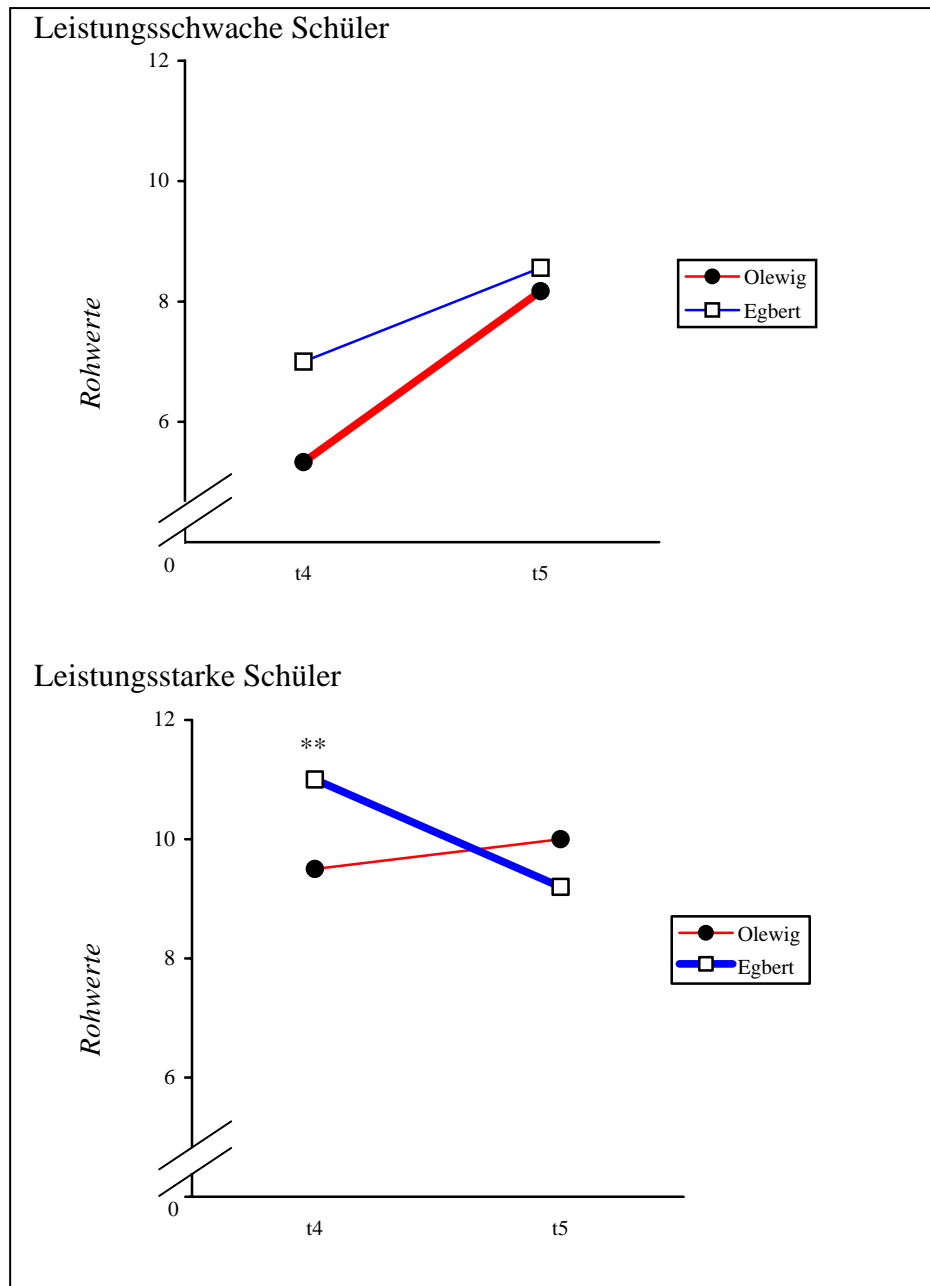 Leistungsschwache Schüler
12
10
8
6
0
Rohwerte
t4
t5
Olewig
Egbert
Leistungsstarke Schüler
12
10
8
6
0
Rohwerte
**
t4
t5
Olewig
Egbert